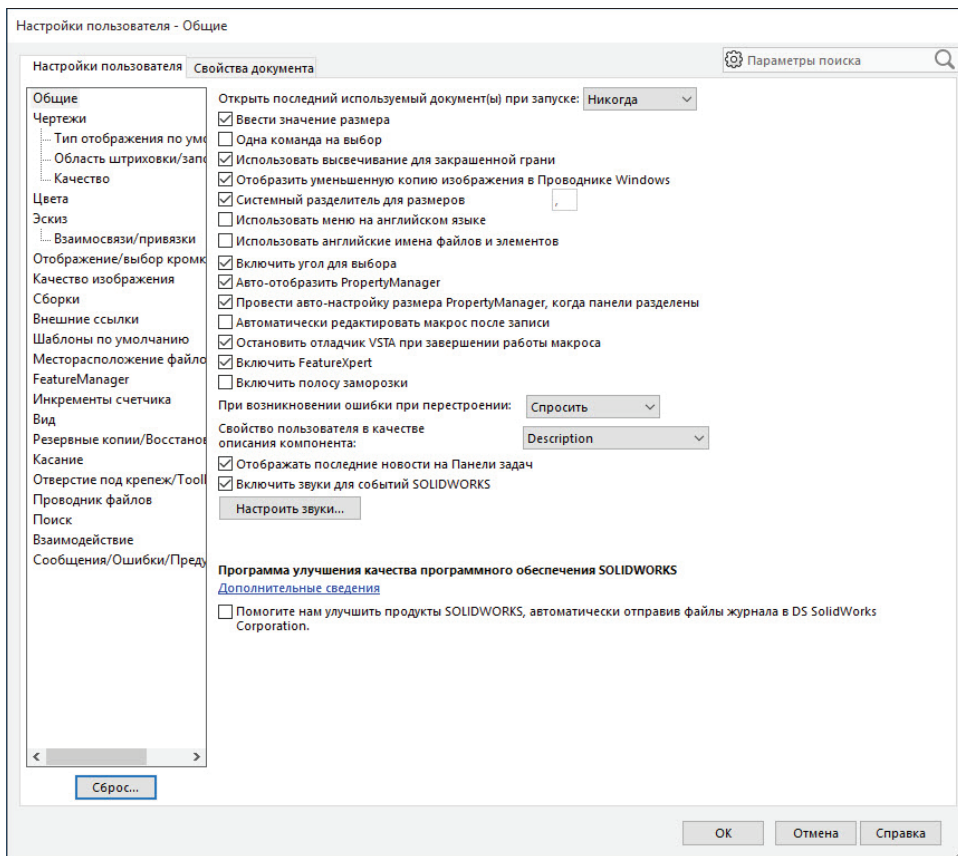 Настройки пользователя - Общие
Настройки пользователя
Свойства документа
Параметры поиска
Общие
Чертежи
Тип отображения по умо
Область штриховки/запо
Качество
Цвета
Эскиз
Взаимосвязи/привязки
Отображение/выбор кромк
Качество изображения
Сборки
Внешние ссылки
Шаблоны по умолчанию
Месторасположение файло
FeatureManager
Инкременты счетчика
Вид
Резервные копии/Восстанов
Касание
Отверстие под крепеж/Tooll
Проводник файлов
Поиск
Взаимодействие
Сообщения/Ошибки/Преду
Сброс...
Открыть последний используемый документ(ы) при запуске: Никогда
Ввести значение размера
Одна команда на выбор
Использовать высвечивание для закрашенной грани
Отобразить уменьшенную копию изображения в Проводнике Windows
Системный разделитель для размеров ,
Использовать меню на английском языке
Использовать английские имена файлов и элементов
Включить угол для выбора
Авто-отобразить PropertyManager
Провести авто-настройку размера PropertyManager, когда панели разделены
Автоматически редактировать макрос после записи
Остановить отладчик VSTA при завершении работы макроса
Включить FeatureXpert
Включить полосу заморозки
При возникновении ошибки при перестроении: Спросить
Свойство пользователя в качестве
описания компонента: Description
Отображать последние новости на Панели задач
Включить звуки для событий SOLIDWORKS
Настроить звуки...
Программа улучшения качества программного обеспечения SOLIDWORKS
Дополнительные сведения
Помогите нам улучшить продукты SOLIDWORKS, автоматически отправив файлы журнала в DS SolidWorks
Corporation.
OK Отмена Справка